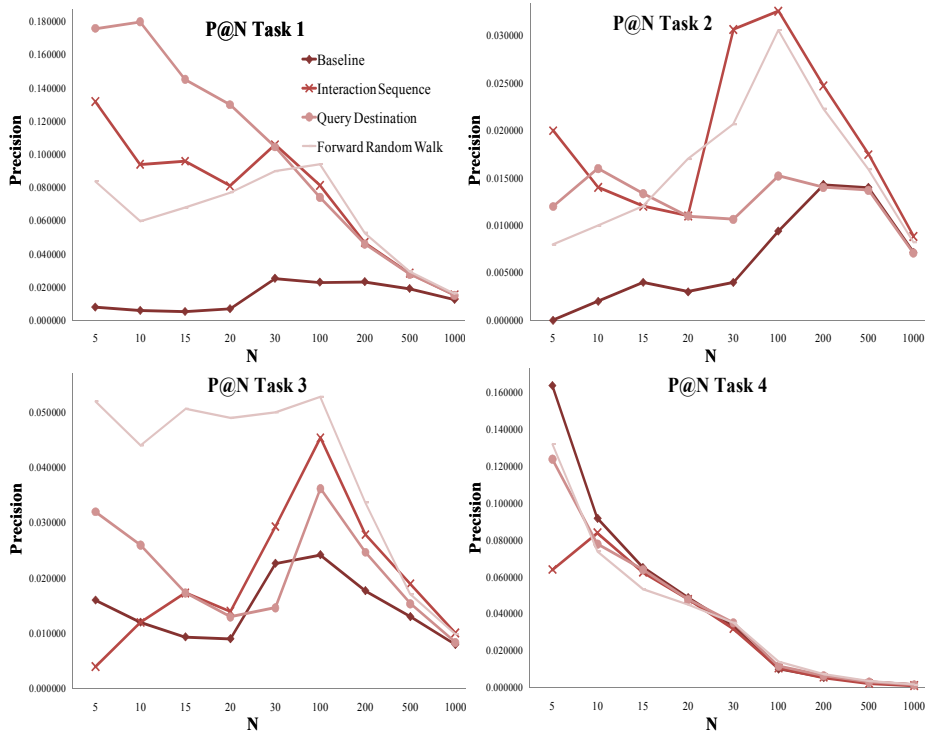 P@N Task 1
Precision
0.180000
0.160000
0.140000
0.120000
0.100000
0.080000
0.060000
0.040000
0.020000
0.000000
Baseline
Interaction Sequence
Query Destination
Forward Random Walk
5 10 15 20 30 100 200 500 1000
N
P@N Task 2
Precision
0.030000
0.025000
0.020000
0.015000
0.010000
0.005000
0.000000
5 10 15 20 30 100 200 500 1000
N
P@N Task 3
Precision
0.050000
0.040000
0.030000
0.020000
0.010000
0.000000
5 10 15 20 30 100 200 500 1000
N
P@N Task 4
Precision
0.160000
0.140000
0.120000
0.100000
0.080000
0.060000
0.040000
0.020000
0.000000
5 10 15 20 30 100 200 500 1000
N